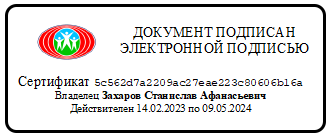 ДОКУМЕНТ ПОДПИСАН
ЭЛЕКТРОННОЙ ПОДПИСЬЮ
Сертификат 5c562d7a2209ac27eae223c80606b16a
Владелец Захаров Станислав Афанасьевич
Действителен 14.02.2023 по 09.05.2024